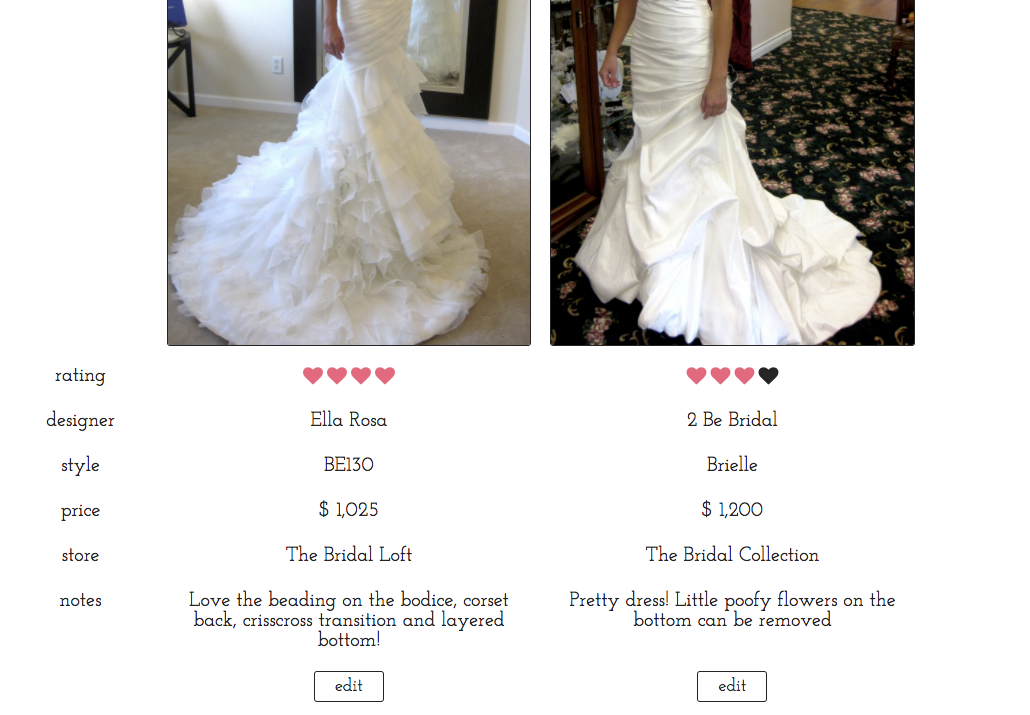 rating
designer Ella Rosa 2 Be Bridal
style BE130 Brielle
price $ 1,025 $ 1,200
store The Bridal Loft The Bridal Collection
notes Love the beading on the bodice, corset Pretty dress! Little poofy flowers on the
back, crisscross transition and layered bottom can be removed
bottom!
edit edit